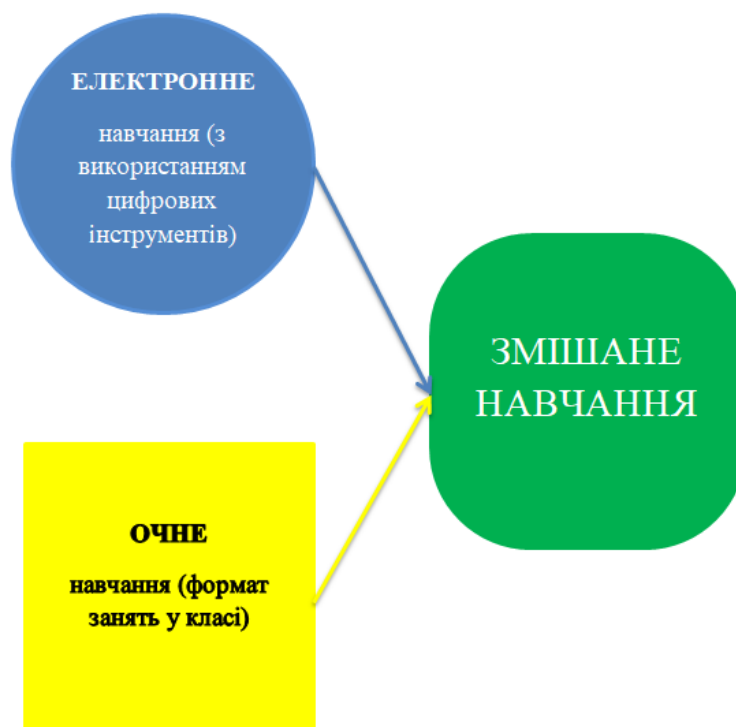 ЕЛЕКТРОННЕ
навчання (з
використанням
цифрових
інструментів)
ЗМІШАНЕ
НАВЧАННЯ
ОЧНЕ
навчання (формат
занять у класі)